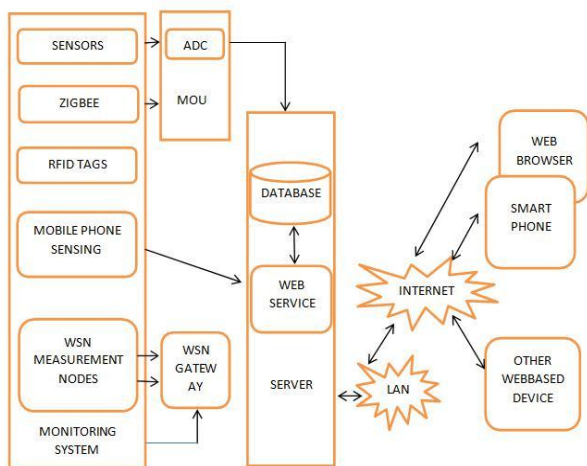 SENSORS
ADC
ZIGBEE
MOU
RFID TAGS
MOBILE PHONE
SENSING
WSN
MEASUREMENT
NODES
WSN
GATEW
AY
MONITORING
SYSTEM
DATABASE
WEB
SERVICE
SERVER
INTERNET
LAN
WEB
BROWSER
SMART
PHONE
OTHER
WEBBASED
DEVICE